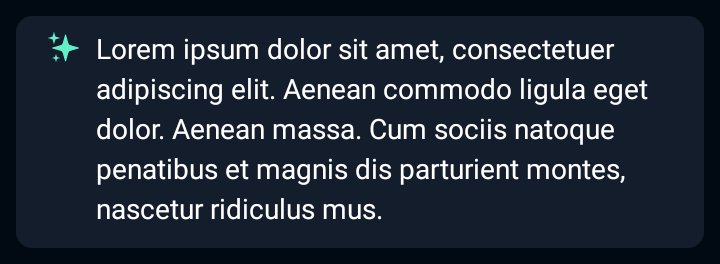 Lorem ipsum dolor sit amet, consectetuer
adipiscing elit. Aenean commodo ligula eget
dolor. Aenean massa. Cum sociis natoque
penatibus et magnis dis parturient montes,
nascetur ridiculus mus.